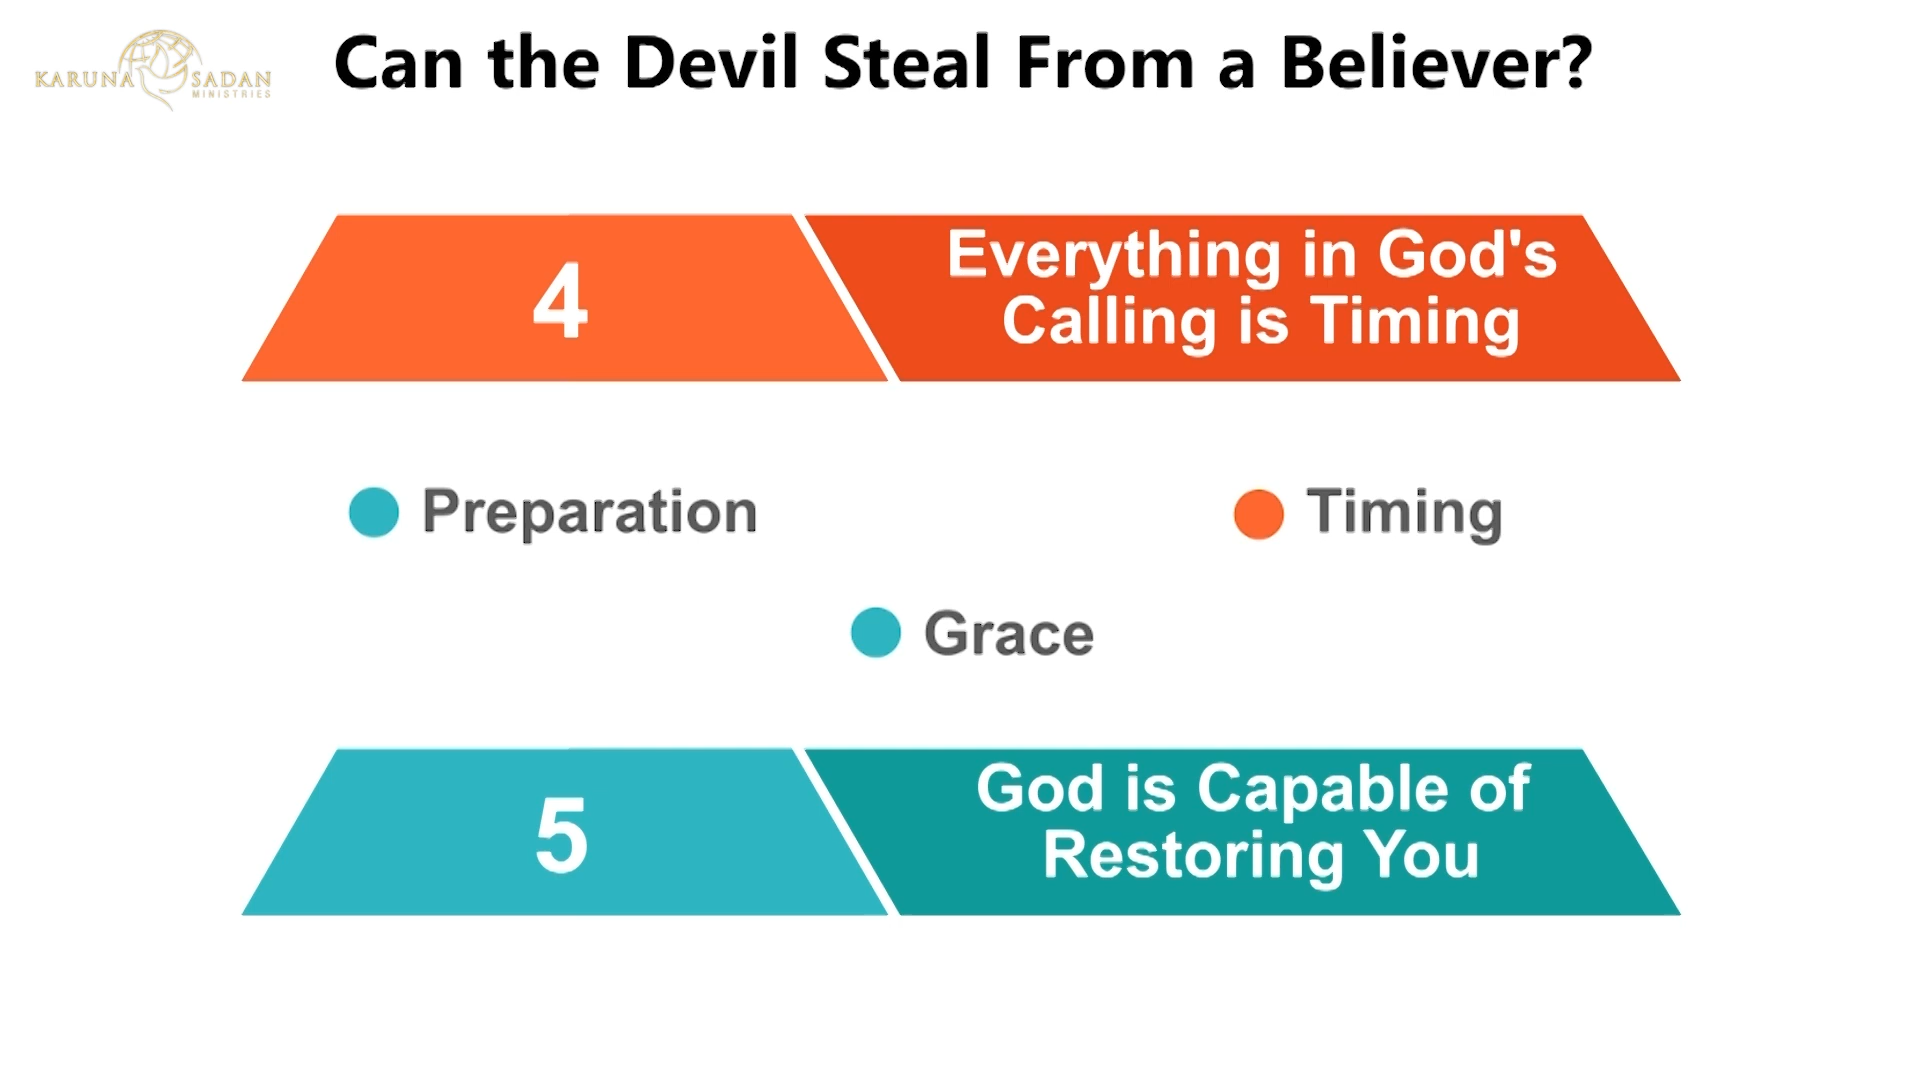 KARUNA SADAN
MINISTRIES
Can the Devil Steal From a Believer?
4
Everything in God's
Calling is Timing
Preparation
Timing
Grace
5
God is Capable of
Restoring You